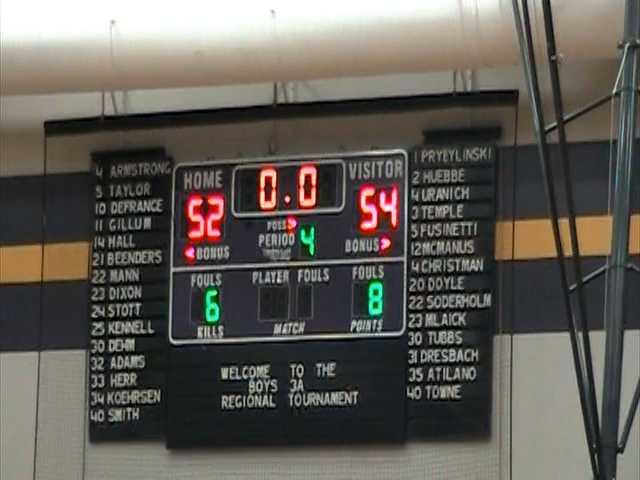 4 ARMSTRONG
5 TAYLOR
10 DEFRANCE
11 GILLUM
14 HALL
21 BEENDERS
22 MANN
23 DIXON
24 STOTT
25 KENNELL
30 DEHM
32 ADAMS
33 HERR
34 KOEHRSEN
40 SMITH
HOME 0.0 VISITOR
52 POSS 54
PERIOD 4
BONUS BONUS
FOULS PLAYER FOULS FOULS
6 8
KILLS MATCH POINTS
WELCOME TO THE
BOYS 3A
REGIONAL TOURNAMENT
1 PRYEYLINSKI
2 HUEBBE
4 URANICH
3 TEMPLE
5 FUSINETTI
12 MCMANUS
4 CHRISTMAN
20 DOYLE
22 SODERHOLM
23 MLAICK
30 TUBBS
31 DRESBACH
35 ATILANO
40 TOWNE